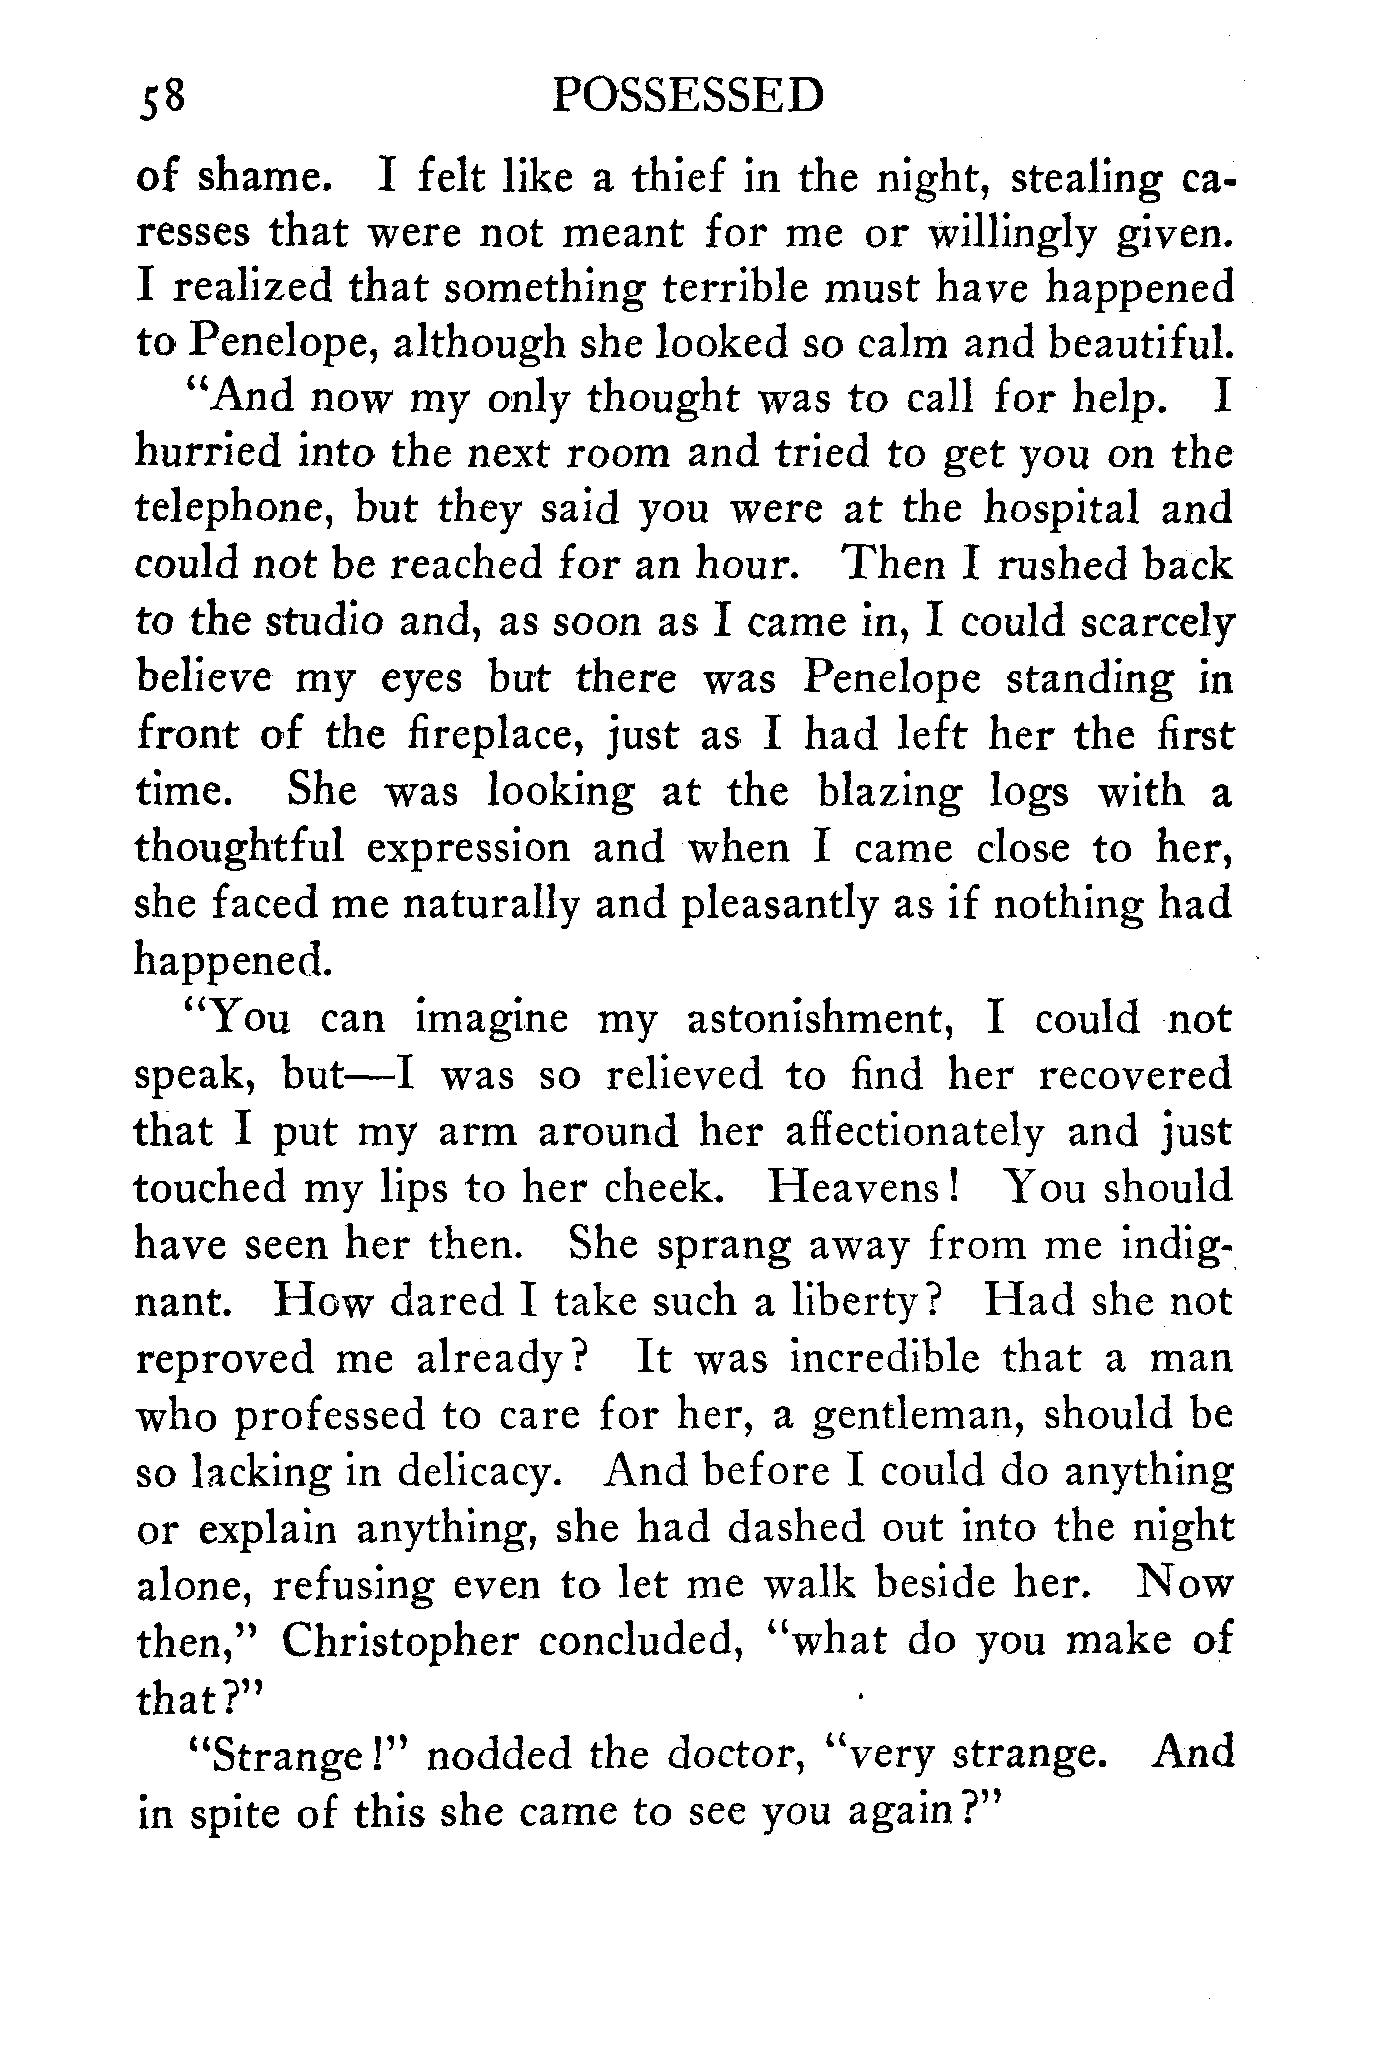 58 POSSESSED
of shame. I felt like a thief in the night, stealing ca-
resses that were not meant for me or willingly given.
I realized that something terrible must have happened
to Penelope, although she looked so calm and beautiful.
"And now my only thought was to call for help. I
hurried into the next room and tried to get you on the
telephone, but they said you were at the hospital and
could not be reached for an hour. Then I rushed back
to the studio and, as soon as I came in, I could scarcely
believe my eyes but there was Penelope standing in
front of the fireplace, just as I had left her the first
time. She was looking at the blazing logs with a
thoughtful expression and when I came close to her,
she faced me naturally and pleasantly as if nothing had
happened.
"You can imagine my astonishment, I could not
speak, but—I was so relieved to find her recovered
that I put my arm around her affectionately and just
touched my lips to her cheek. Heavens! You should
have seen her then. She sprang away from me indig-
nant. How dared I take such a liberty? Had she not
reproved me already? It was incredible that a man
who professed to care for her, a gentleman, should be
so lacking in delicacy. And before I could do anything
or explain anything, she had dashed out into the night
alone, refusing even to let me walk beside her. Now
then," Christopher concluded, "what do you make of
that?"
"Strange!" nodded the doctor, "very strange. And
in spite of this she came to see you again?"